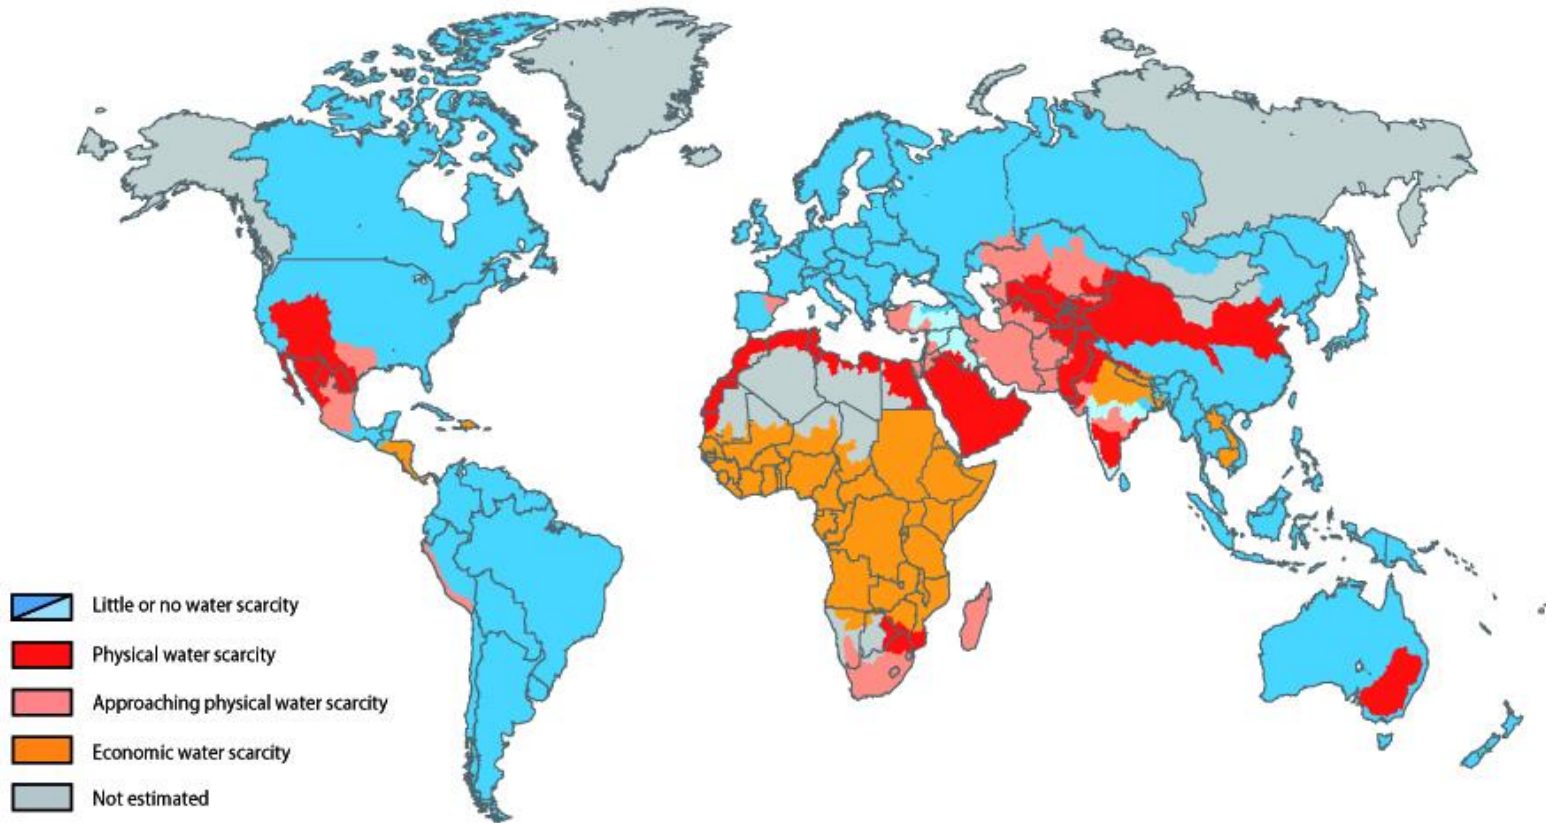 Little or no water scarcity
Physical water scarcity
Approaching physical water scarcity
Economic water scarcity
Not estimated